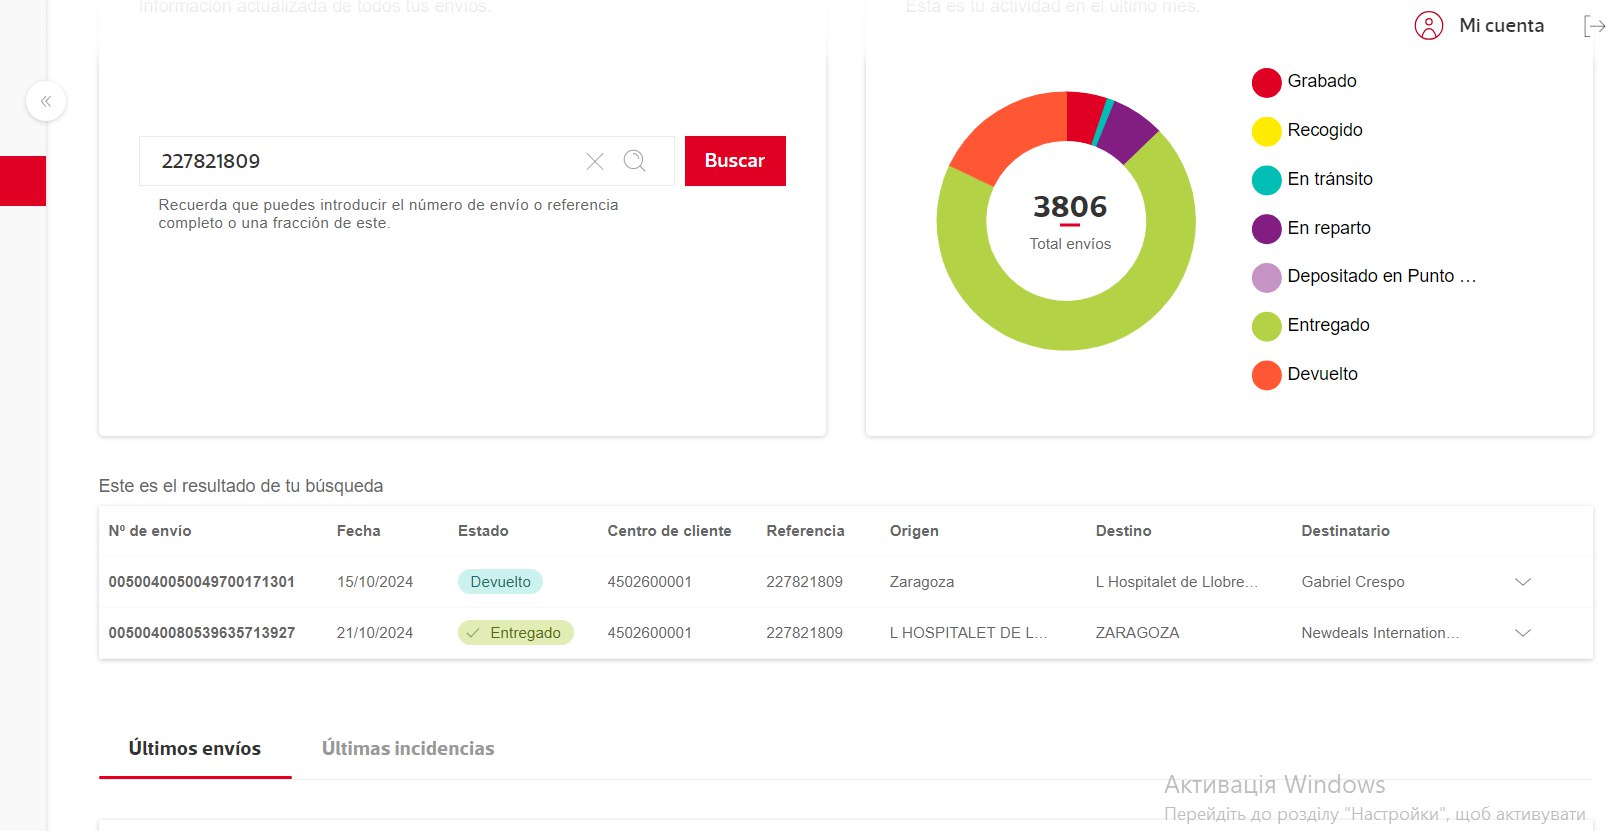 información actualizada de todos tus envíos.
Esta es tu actividad en el último mes.
Mi cuenta
227821809
Buscar
Recuerda que puedes introducir el número de envío o referencia
completo o una fracción de este.
3806
Total envíos
Grabado
Recogido
En tránsito
En reparto
Depositado en Punto ...
Entregado
Devuelto
Este es el resultado de tu búsqueda
Nº de envío Fecha Estado Centro de cliente Referencia Origen Destino Destinatario
0050040050049700171301 15/10/2024 Devuelto 4502600001 227821809 Zaragoza L Hospitalet de Llobre... Gabriel Crespo
0050040080539635713927 21/10/2024 Entregado 4502600001 227821809 L HOSPITALET DE L... ZARAGOZA Newdeals Internation...
Últimos envíos Últimas incidencias
Активація Windows
Перейдіть до розділу "Настройки", щоб активувати